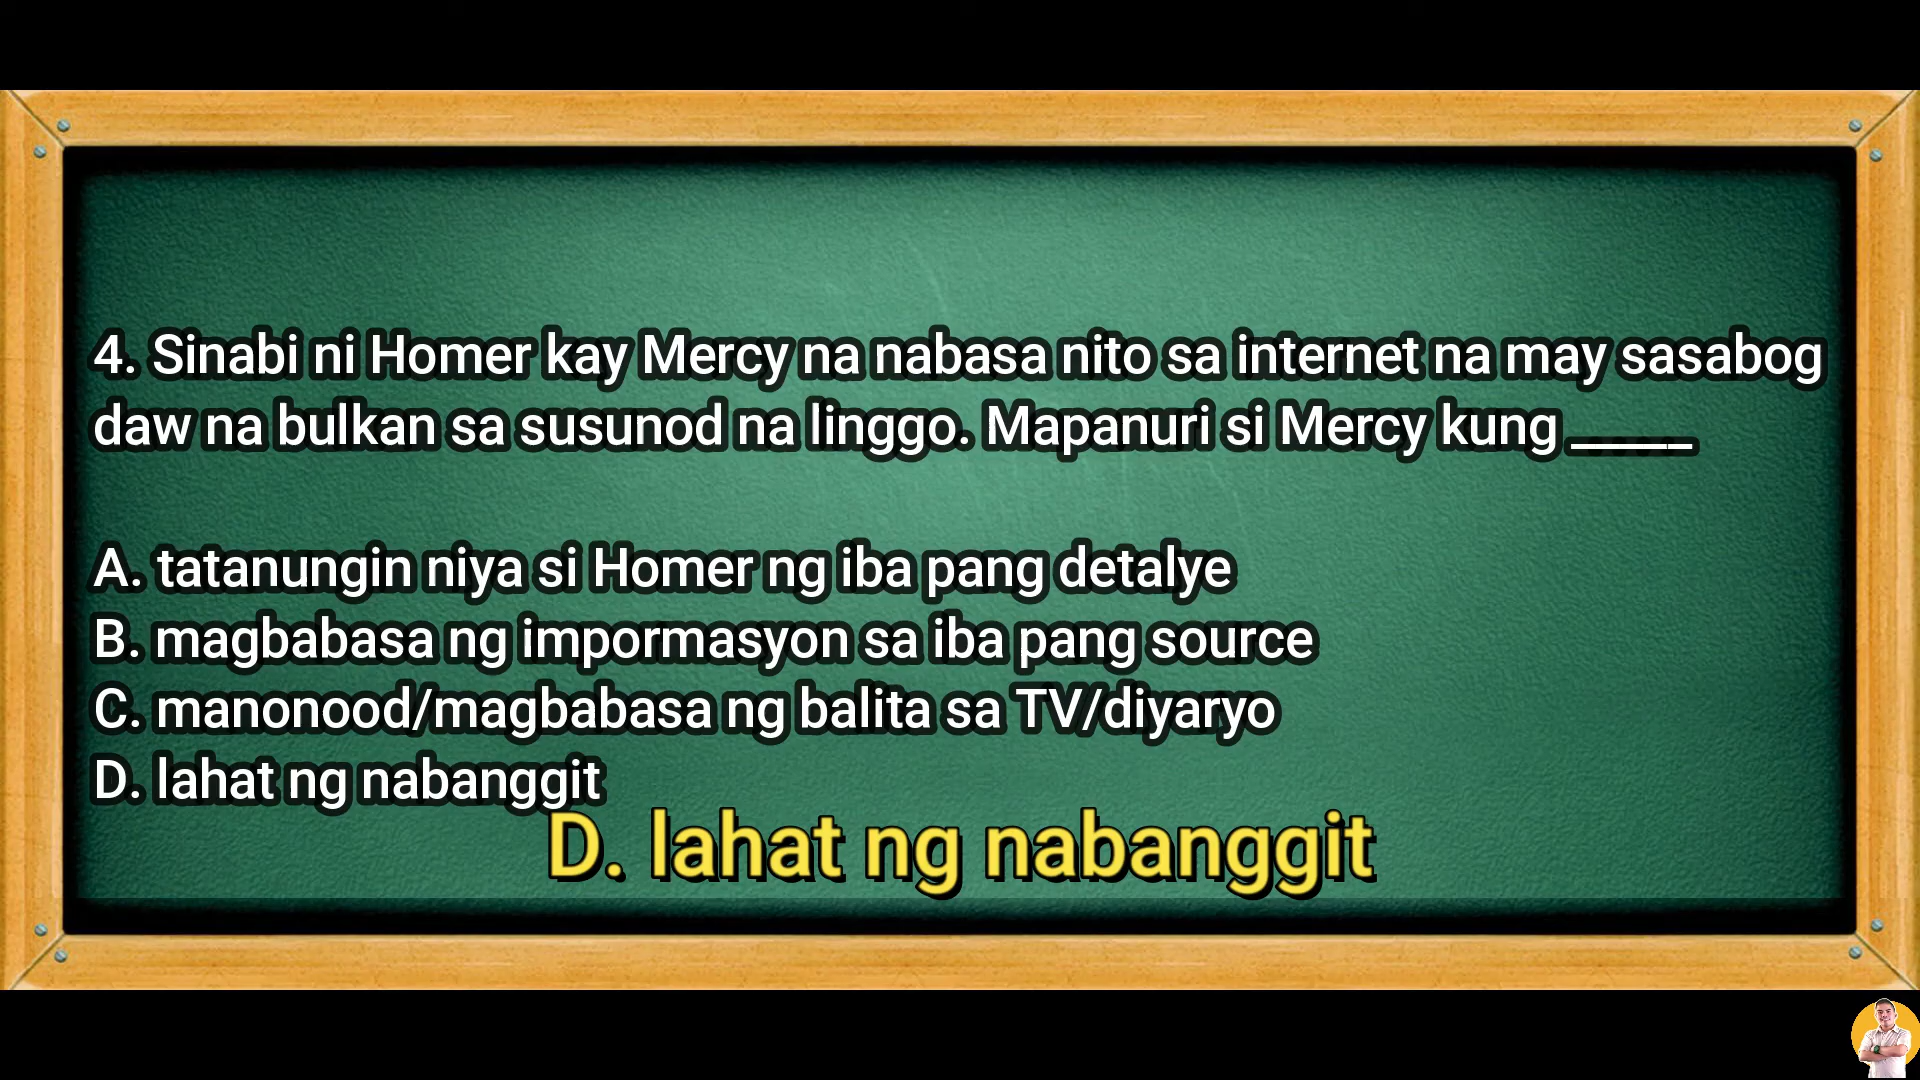 4. Sinabi ni Homer kay Mercy na nabasa nito sa internet na may sasabog
daw na bulkan sa susunod na linggo. Mapanuri si Mercy kung _____
A. tatanungin niya si Homer ng iba pang detalye
B. magbabasa ng impormasyon sa iba pang source
C. manonood/magbabasa ng balita sa TV/diyaryo
D. lahat ng nabanggit
D. lahat ng nabanggit